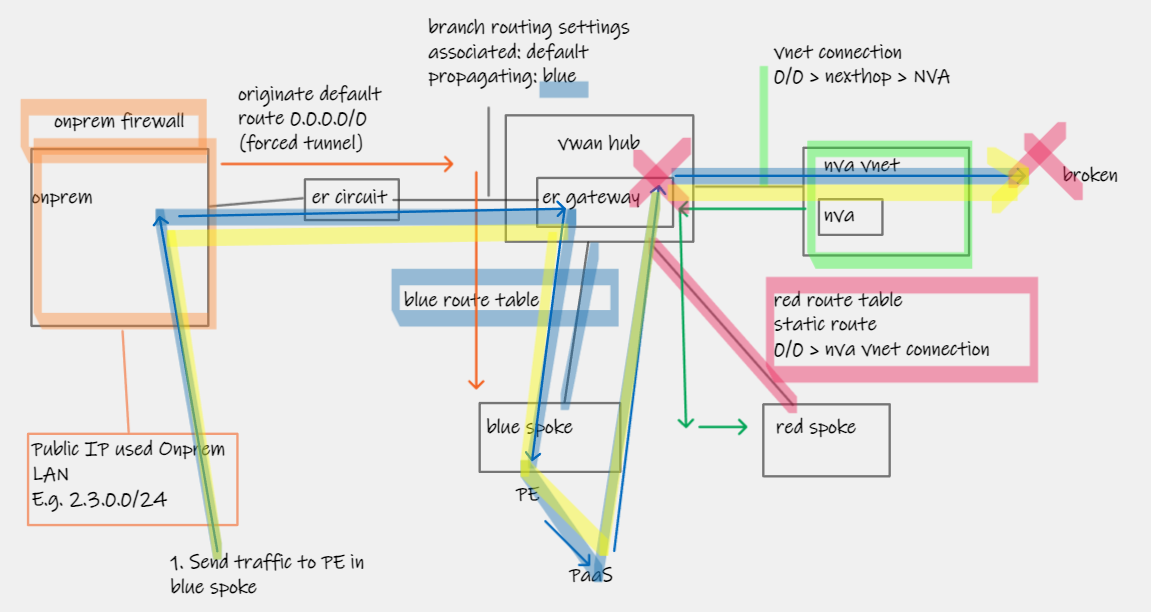 branch routing settings
associated: default
propagating: blue
vnet connection
0/0 > nexthop > NVA
originate default
route 0.0.0.0/0
(forced tunnel)
onprem firewall
vwan hub
nva vnet
broken
onprem
er circuit
er gateway
nva
blue route table
red route table
static route
0/0 > nva vnet connection
blue spoke
red spoke
Public IP used Onprem
LAN
E.g. 2.3.0.0/24
PE
1. Send traffic to PE in
blue spoke
PaaS